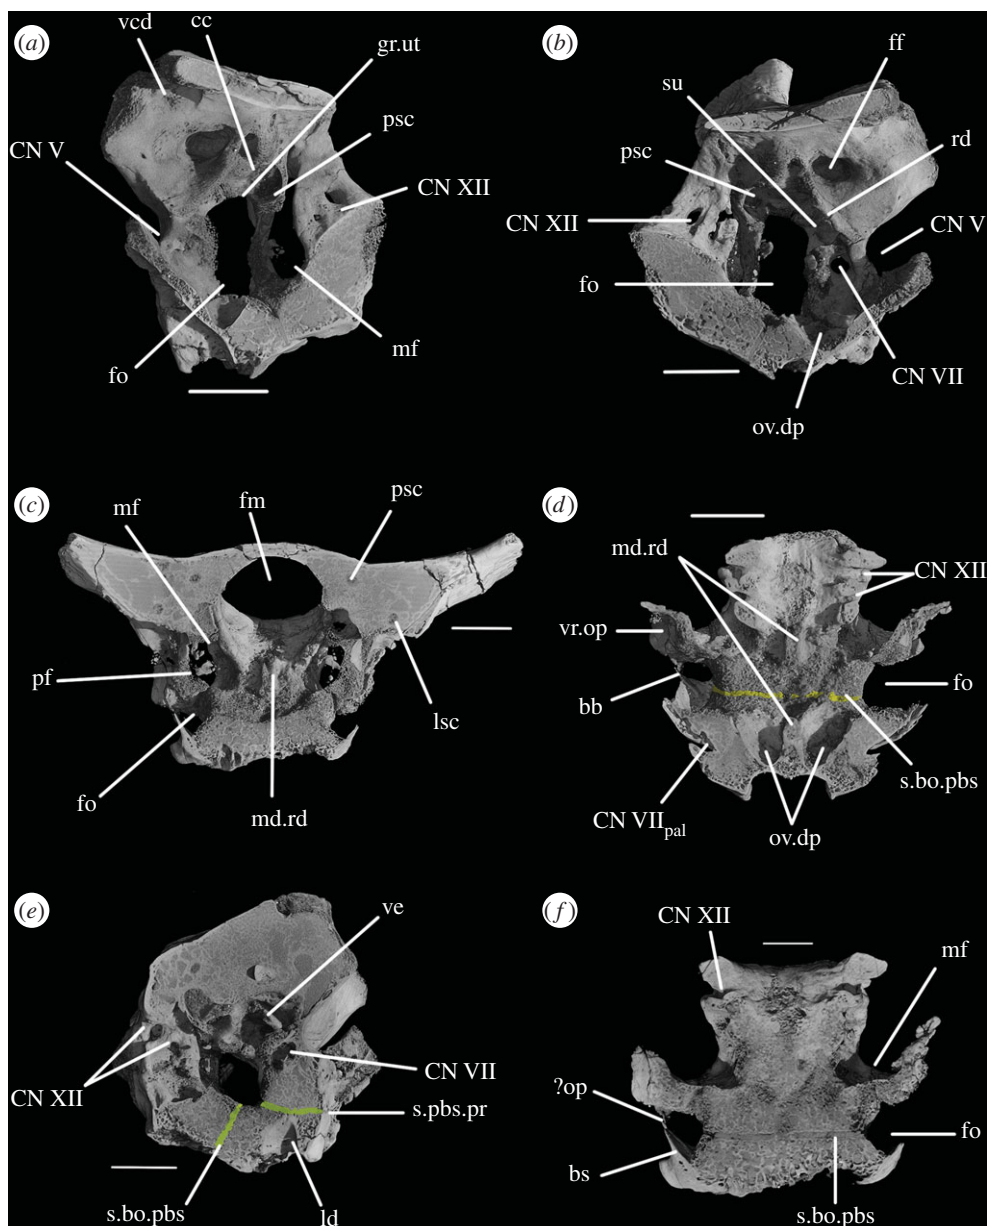 (a)
vcd
cc
gr.ut
psc
CN V
CN XII
fo
mf
(b)
ff
su
rd
psc
CN XII
CN V
fo
CN VII
ov.dp
(c)
mf
fm
psc
pf
lsc
fo
md.rd
(d)
md.rd
CN XII
vr.op
bb
fo
s.bo.pbs
CN VIIpal
ov.dp
(e)
ve
CN VII
CN XII
s.pbs.pr
s.bo.pbs
ld
(f)
CN XII
mf
?op
fo
bs
s.bo.pbs